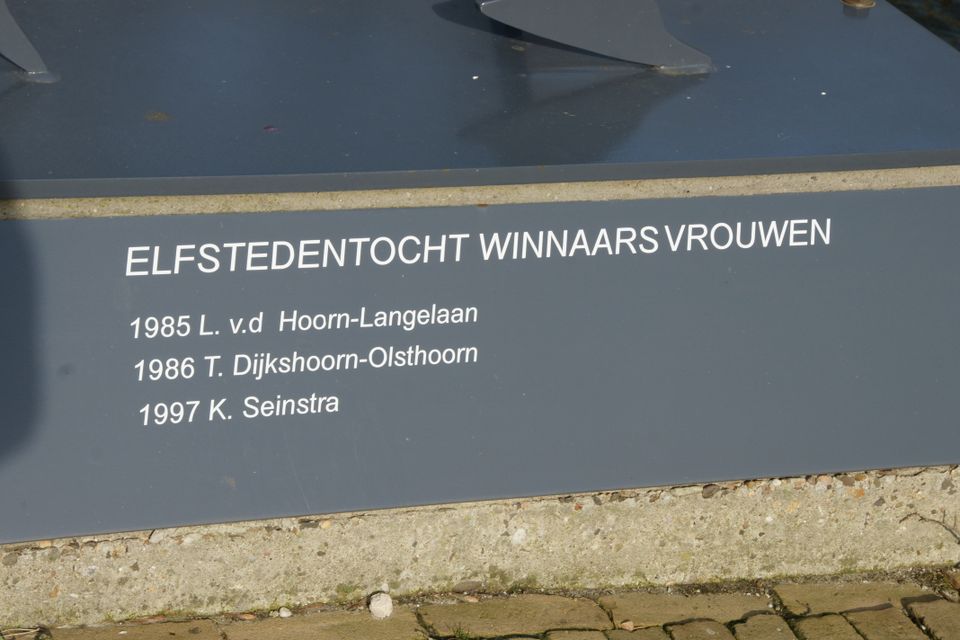 ELFSTEDENTOCHT WINNAARS VROUWEN
1985 L. v.d Hoorn-Langelaan
1986 T. Dijkshoorn-Olsthoorn
1997 K. Seinstra